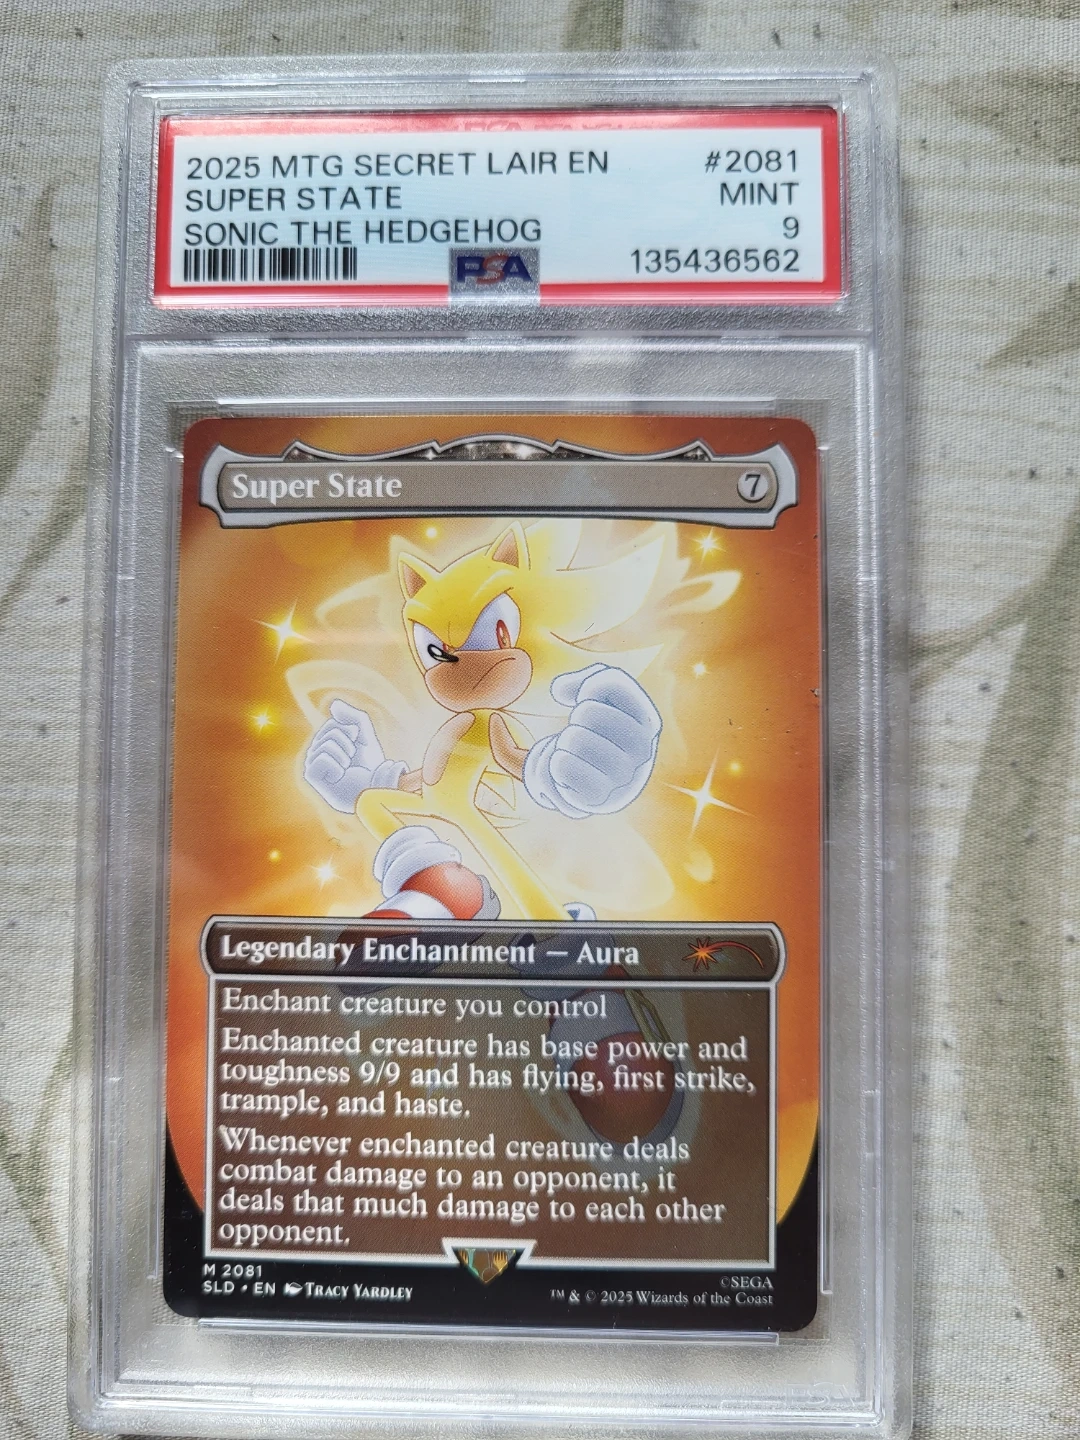 2025 MTG SECRET LAIR EN #2081
SUPER STATE MINT
SONIC THE HEDGEHOG 9
PSA 135436562
Super State 7
Legendary Enchantment — Aura
Enchant creature you control
Enchanted creature has base power and
toughness 9/9 and has flying, first strike,
trample, and haste.
Whenever enchanted creature deals
combat damage to an opponent, it
deals that much damage to each other
opponent.
M 2081
SLD • EN TRACY YARDLEY
©SEGA
™ & © 2025 Wizards of the Coast